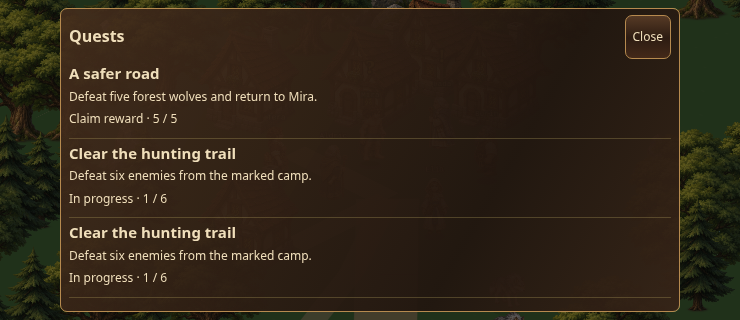 Quests
Close
A safer road
Defeat five forest wolves and return to Mira.
Claim reward · 5 / 5
Clear the hunting trail
Defeat six enemies from the marked camp.
In progress · 1 / 6
Clear the hunting trail
Defeat six enemies from the marked camp.
In progress · 1 / 6